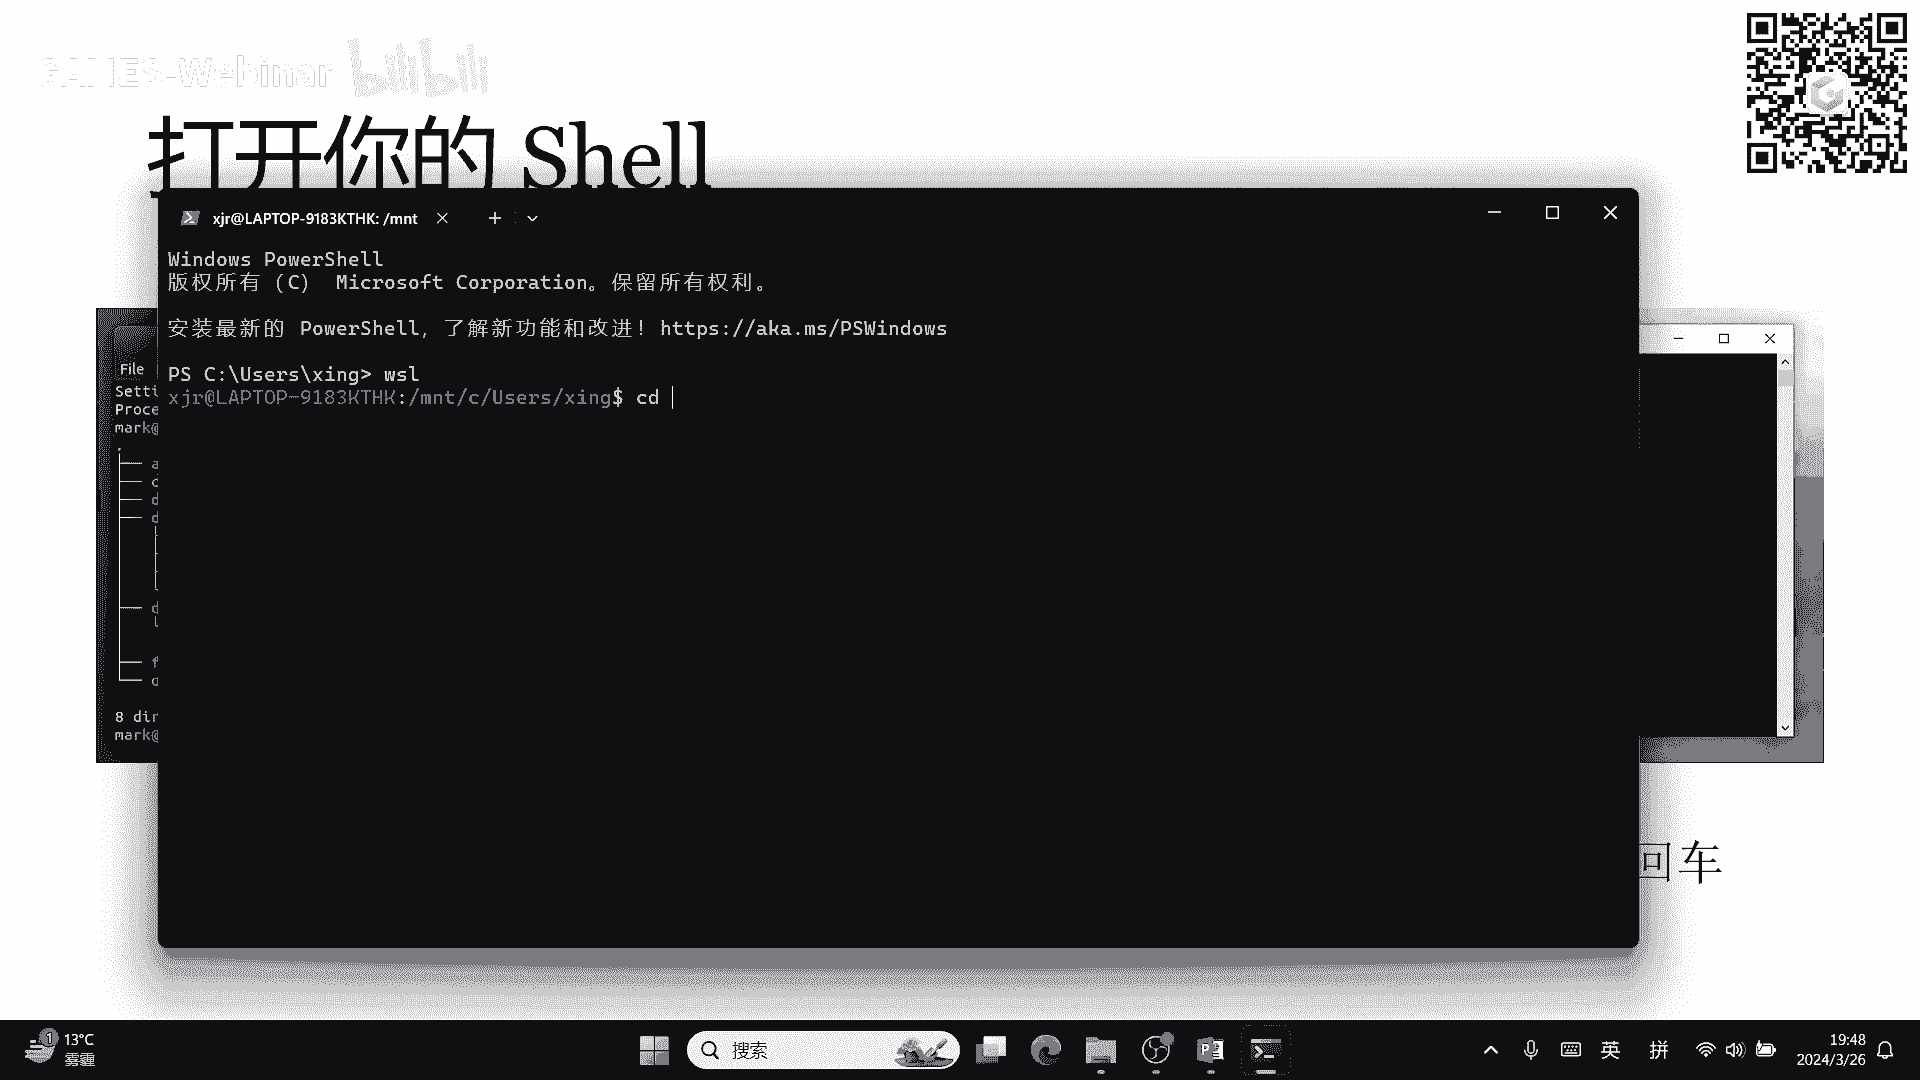 GAMES-Webinar bilibili
打开你的 Shell
xjr@LAPTOP-9183KTHK: /mnt
Windows PowerShell
版权所有 (C) Microsoft Corporation。保留所有权利。
安装最新的 PowerShell，了解新功能和改进！https://aka.ms/PSWindows
PS C:\Users\xing> wsl
xjr@LAPTOP-9183KTHK:/mnt/c/Users/xing$ cd
File
Setti
Proce
mark@
8 dir
mark@
回车
1
13°C
雾霾
搜索
英
拼
19:48
2024/3/26